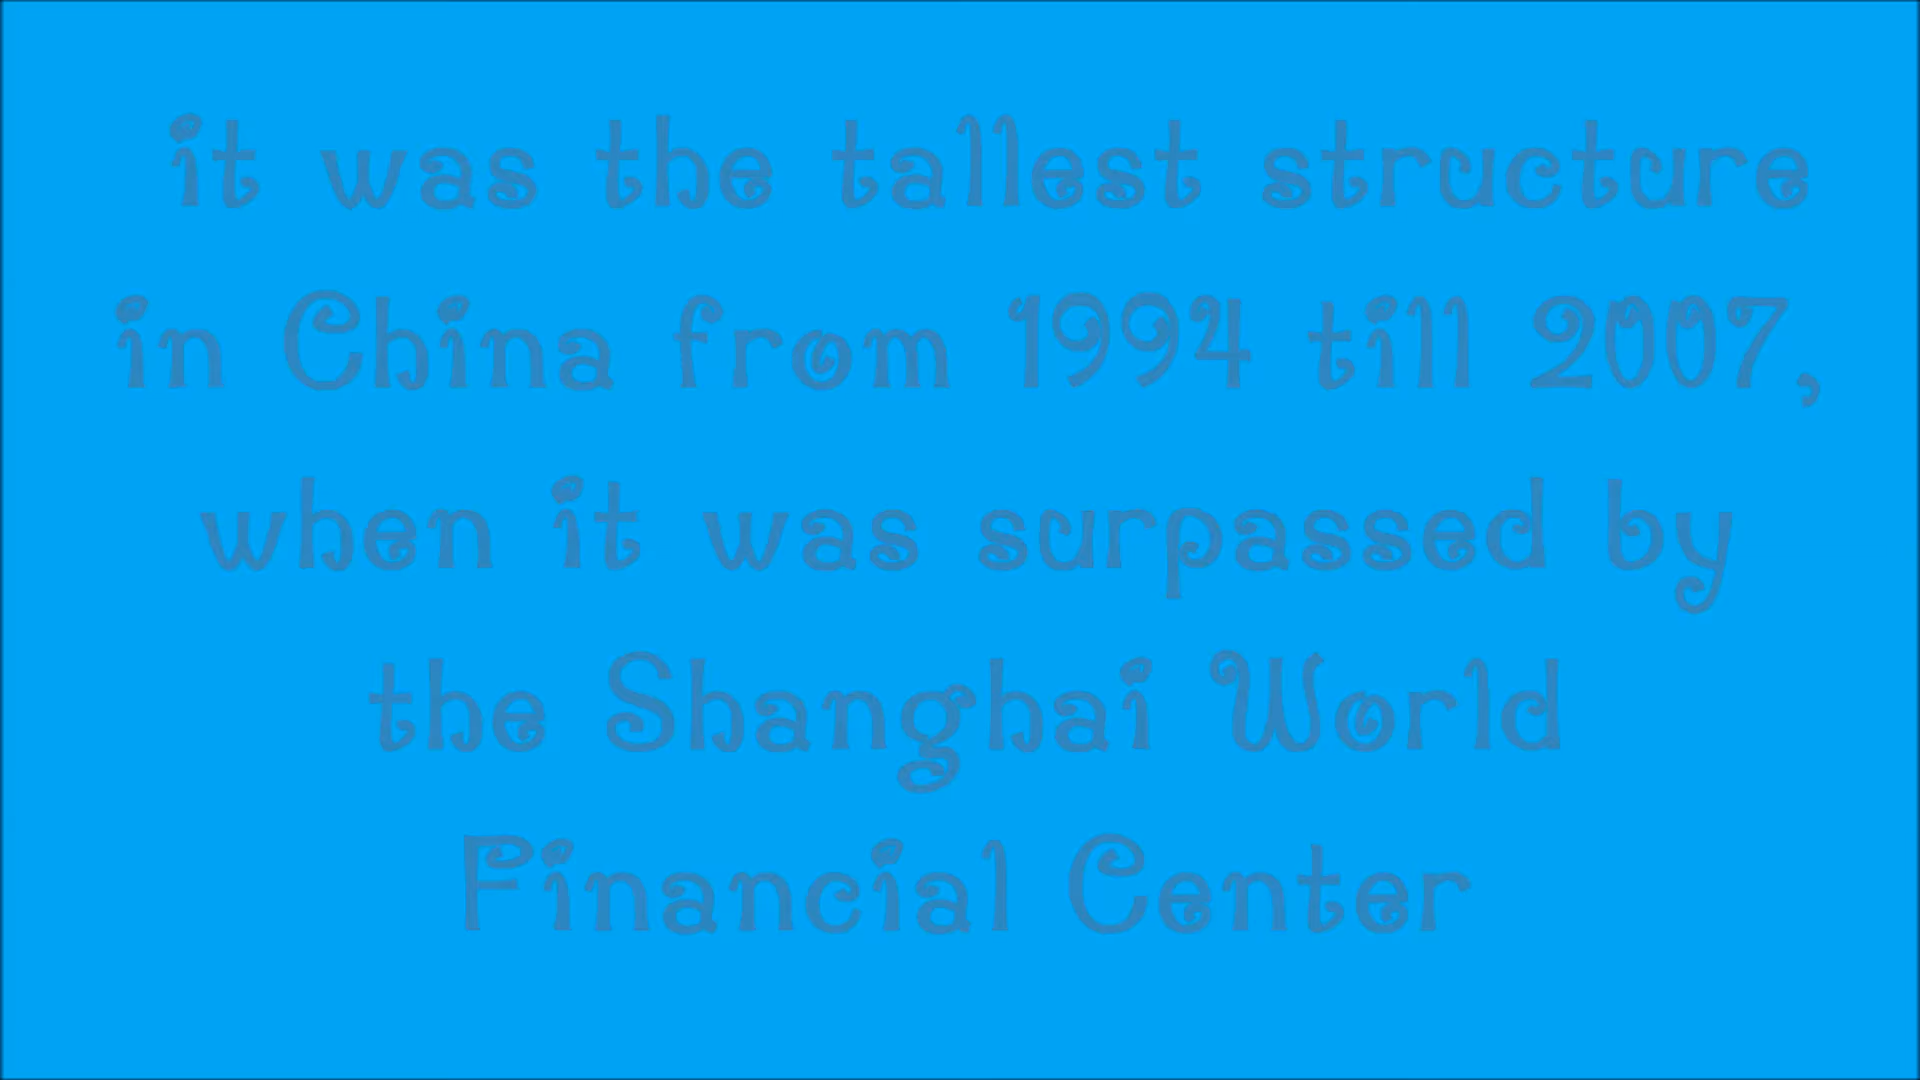 it was the tallest structure
in China from 1994 till 2007,
when it was surpassed by
the Shanghai World
Financial Center